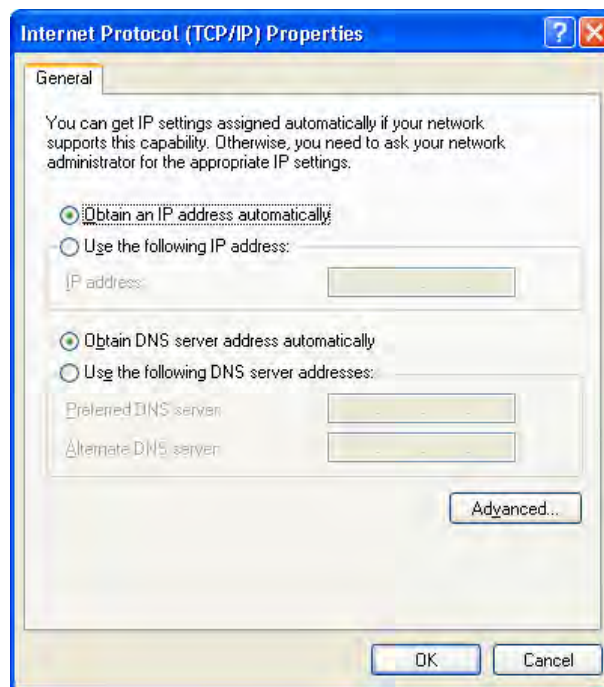 Internet Protocol (TCP/IP) Properties
General
You can get IP settings assigned automatically if your network
supports this capability. Otherwise, you need to ask your network
administrator for the appropriate IP settings.
Obtain an IP address automatically
Use the following IP address:
IP address:
Obtain DNS server address automatically
Use the following DNS server addresses:
Preferred DNS server:
Alternate DNS server:
Advanced...
OK Cancel